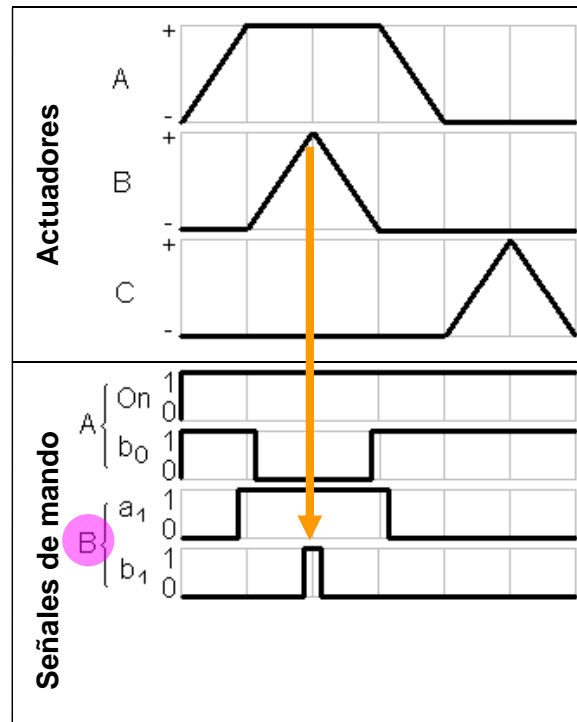 Actuadores
+
A
-
+
B
-
+
C
-
Señales de mando
A
On
1
0
b0
1
0
B
a1
1
0
b1
1
0